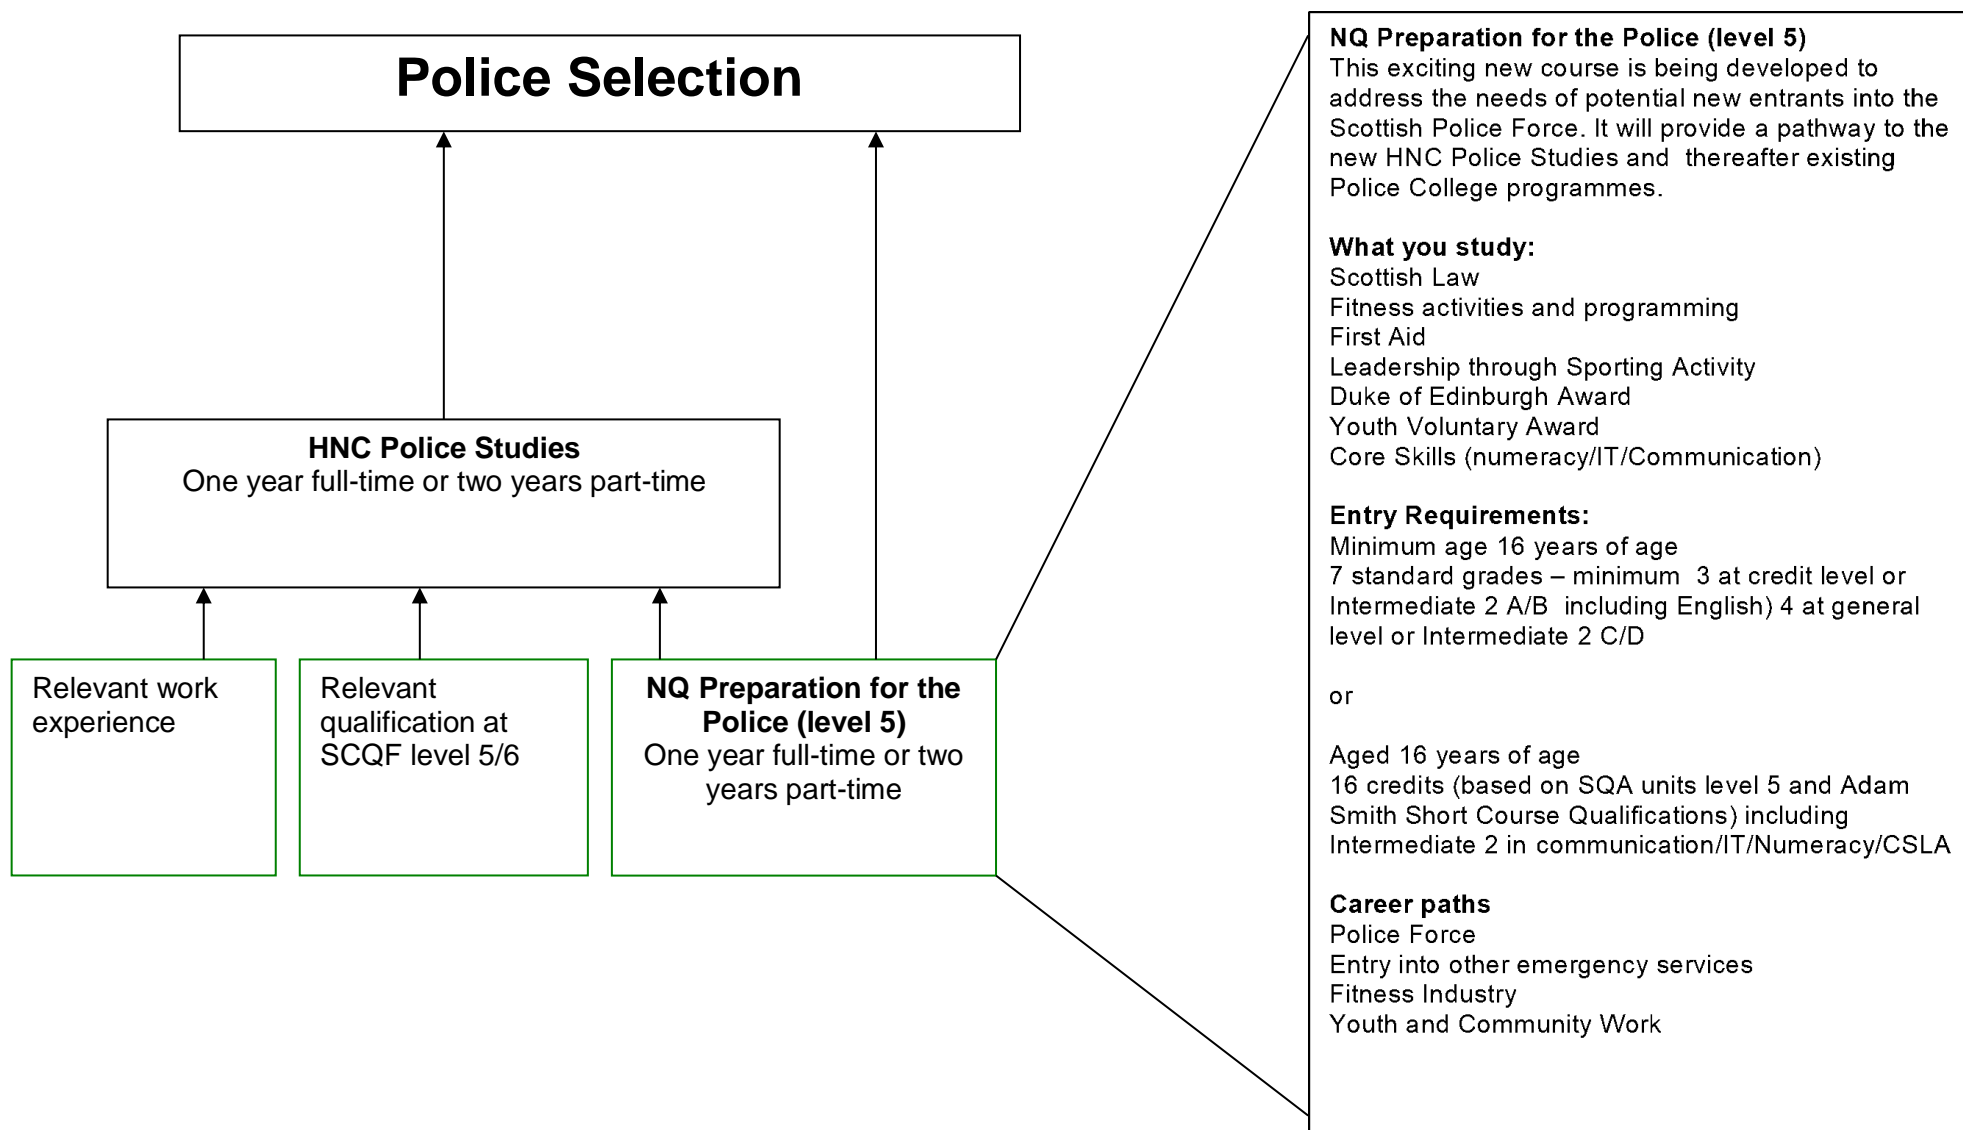 Police Selection
HNC Police Studies
One year full-time or two years part-time
Relevant work
experience
Relevant
qualification at
SCQF level 5/6
NQ Preparation for the
Police (level 5)
One year full-time or two
years part-time
NQ Preparation for the Police (level 5)
This exciting new course is being developed to
address the needs of potential new entrants into the
Scottish Police Force. It will provide a pathway to the
new HNC Police Studies and  thereafter existing
Police College programmes.
What you study:
Scottish Law
Fitness activities and programming
First Aid
Leadership through Sporting Activity
Duke of Edinburgh Award
Youth Voluntary Award
Core Skills (numeracy/IT/Communication)
Entry Requirements:
Minimum age 16 years of age
7 standard grades – minimum  3 at credit level or
Intermediate 2 A/B  including English) 4 at general
level or Intermediate 2 C/D
or
Aged 16 years of age
16 credits (based on SQA units level 5 and Adam
Smith Short Course Qualifications) including
Intermediate 2 in communication/IT/Numeracy/CSLA
Career paths
Police Force
Entry into other emergency services
Fitness Industry
Youth and Community Work